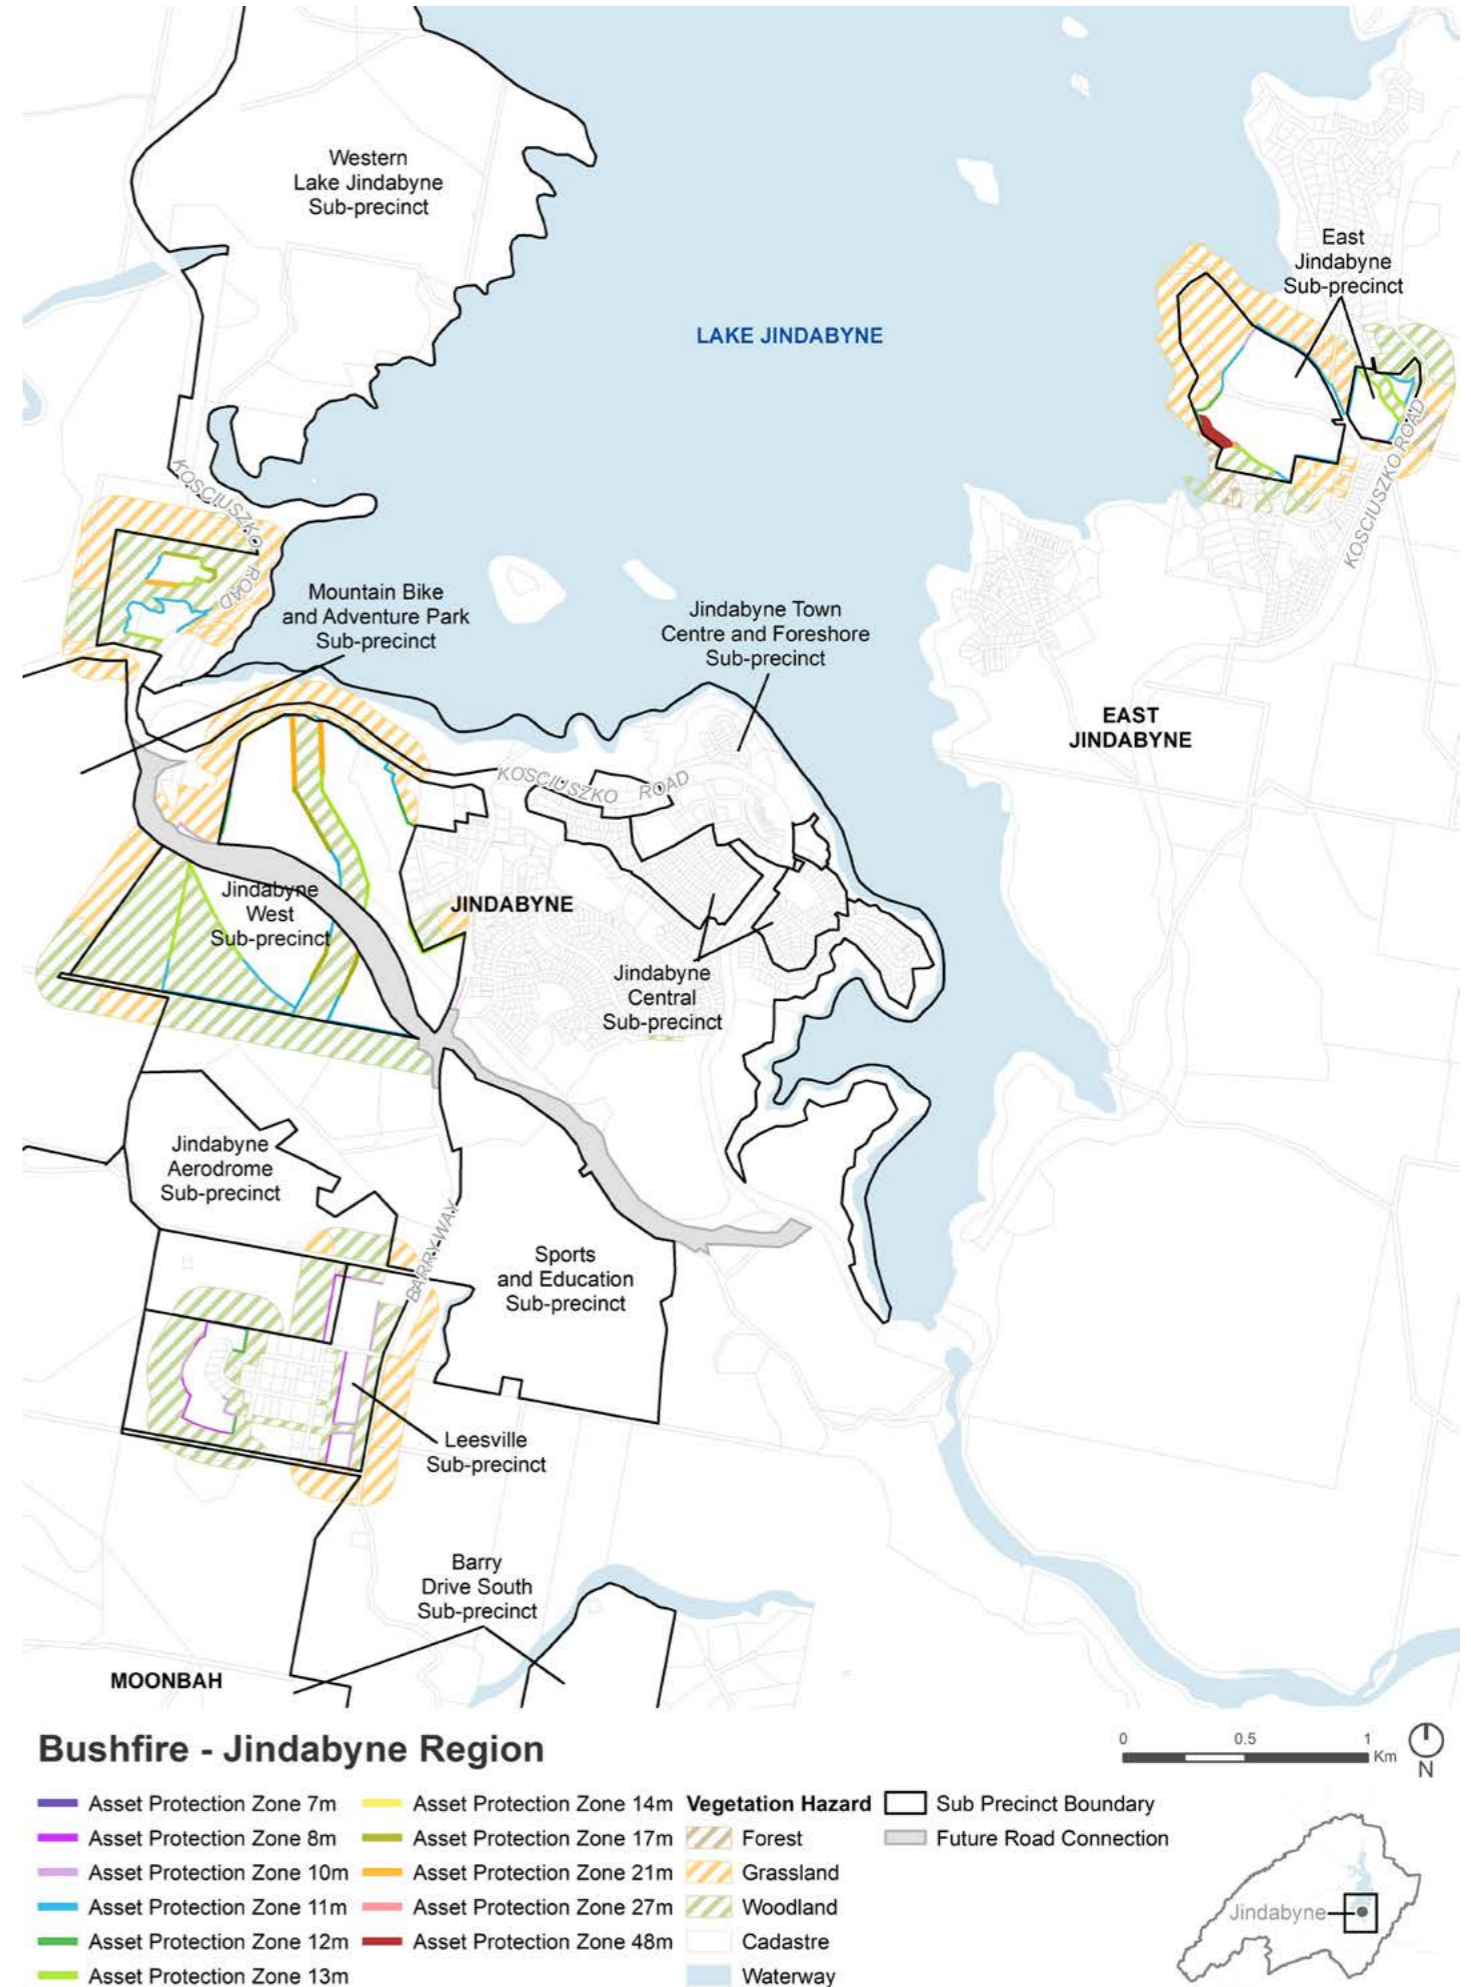 Western
Lake Jindabyne
Sub-precinct
East
Jindabyne
Sub-precinct
LAKE JINDABYNE
KOSCIUSZKO ROAD
KOSCIUSZKO ROAD
Mountain Bike
and Adventure Park
Sub-precinct
Jindabyne Town
Centre and Foreshore
Sub-precinct
EAST
JINDABYNE
KOSCIUSZKO ROAD
Jindabyne
West
Sub-precinct
JINDABYNE
Jindabyne
Central
Sub-precinct
Jindabyne
Aerodrome
Sub-precinct
BARRY WAY
Sports
and Education
Sub-precinct
Leesville
Sub-precinct
Barry
Drive South
Sub-precinct
MOONBAH
Bushfire - Jindabyne Region
0 0.5 1
Km
N
Asset Protection Zone 7m
Asset Protection Zone 8m
Asset Protection Zone 10m
Asset Protection Zone 11m
Asset Protection Zone 12m
Asset Protection Zone 13m
Asset Protection Zone 14m
Asset Protection Zone 17m
Asset Protection Zone 21m
Asset Protection Zone 27m
Asset Protection Zone 48m
Vegetation Hazard
Forest
Grassland
Woodland
Cadastre
Waterway
Sub Precinct Boundary
Future Road Connection
Jindabyne